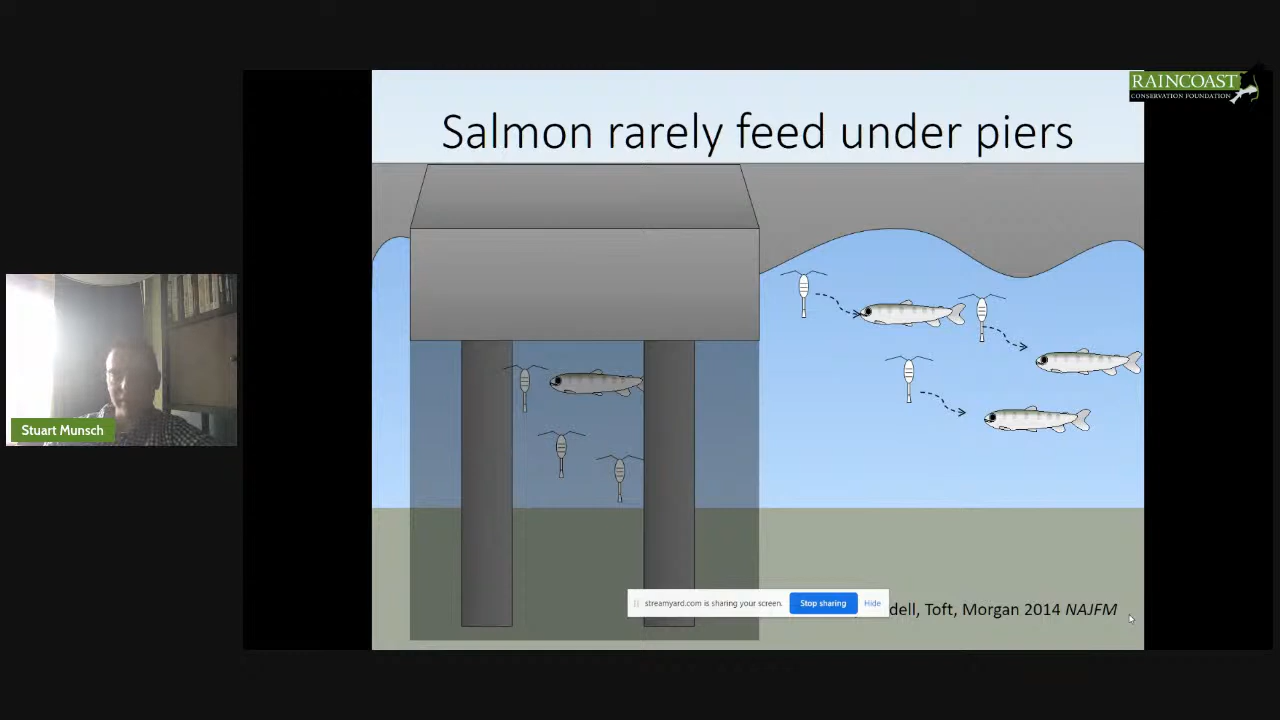 RAINCOAST
CONSERVATION FOUNDATION
Salmon rarely feed under piers
Stuart Munsch
streamyard.com is sharing your screen.
Stop sharing
Hide
dell, Toft, Morgan 2014 NAJFM